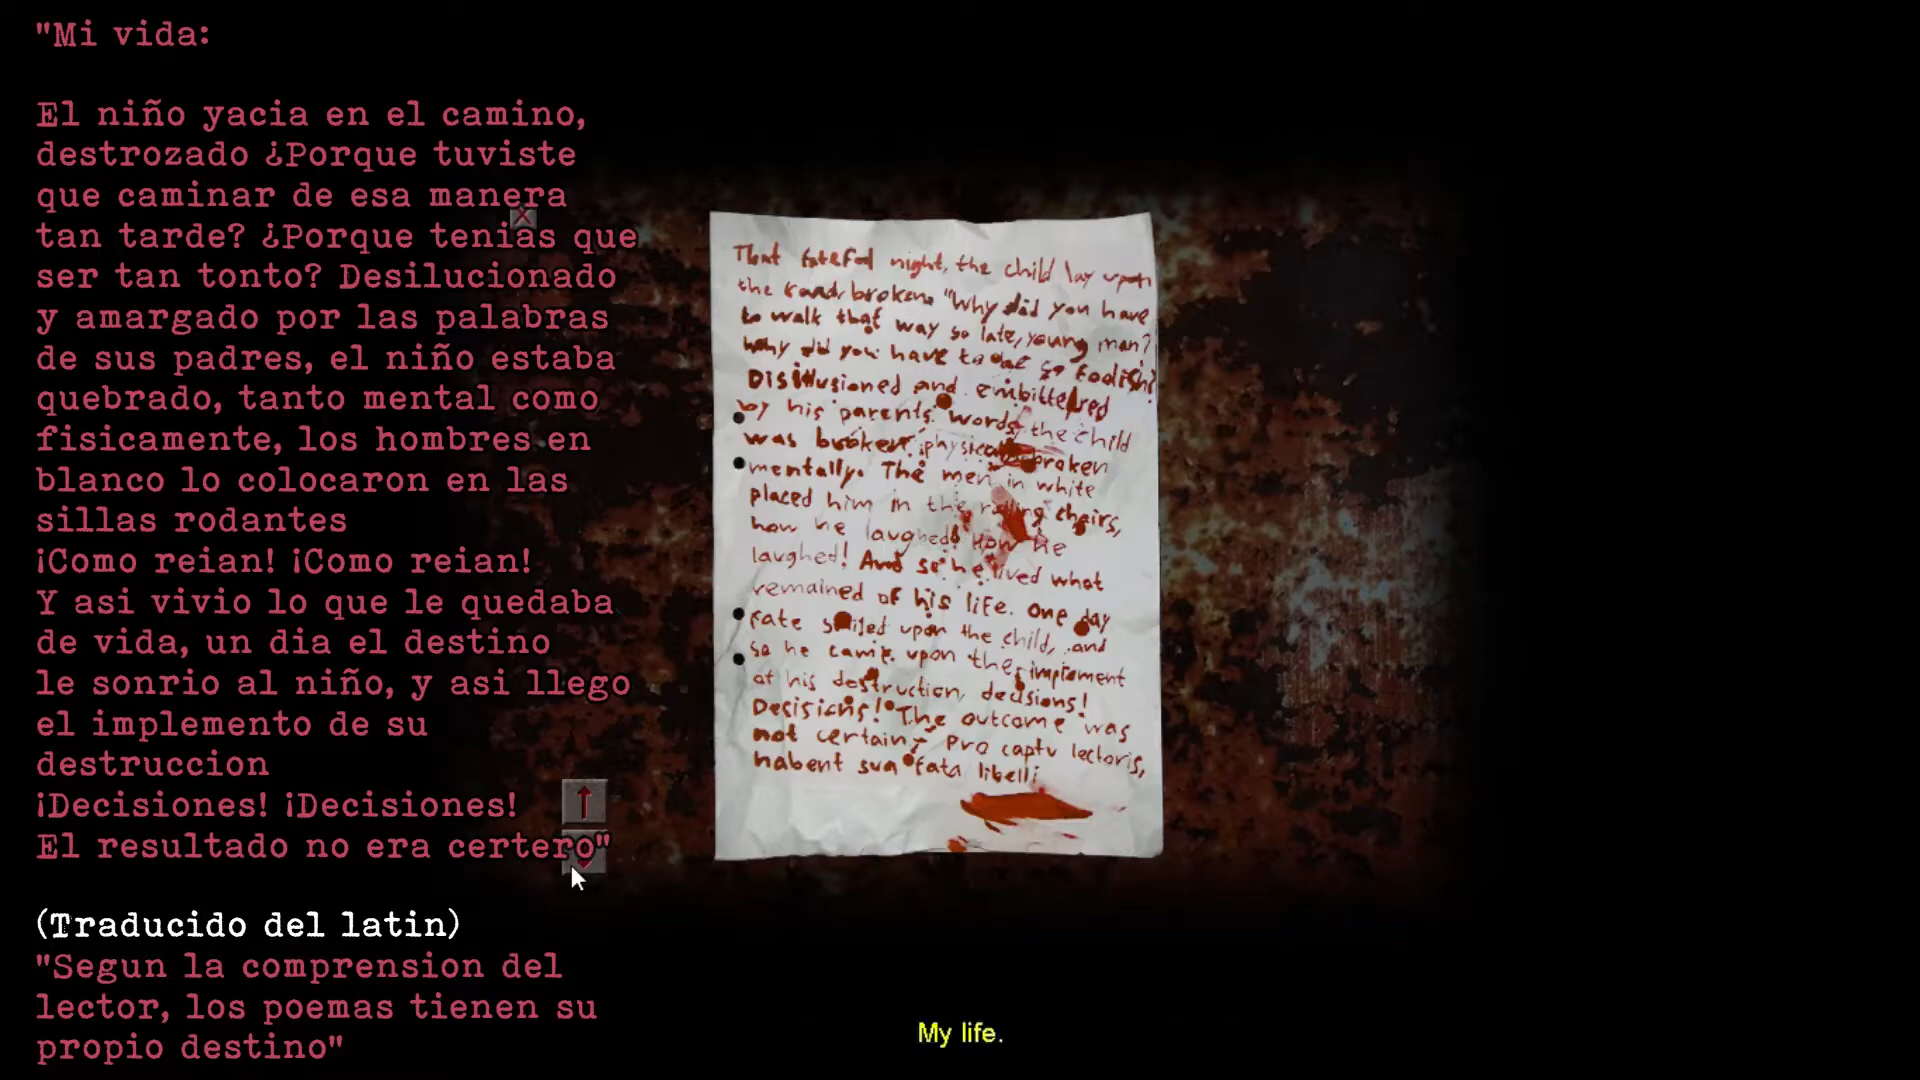 "Mi vida:
El niño yacia en el camino,
destrozado ¿Porque tuviste
que caminar de esa manera
tan tarde? ¿Porque tenias que
ser tan tonto? Desilucionado
y amargado por las palabras
de sus padres, el niño estaba
quebrado, tanto mental como
fisicamente, los hombres en
blanco lo colocaron en las
sillas rodantes
¡Como reian! ¡Como reian!
Y asi vivio lo que le quedaba
de vida, un dia el destino
le sonrio al niño, y asi llego
el implemento de su
destruccion
¡Decisiones! ¡Decisiones!
El resultado no era certero"
(Traducido del latin)
"Segun la comprension del
lector, los poemas tienen su
propio destino"
That fateful night, the child lay upon
the road, broken. "Why did you have
to walk that way so late, young man?
Why did you have to be so foolish?
Disillusioned and embittered
by his parents words, the child
was broken, physically broken
mentally. The men in white
placed him in the rolling chairs,
how he laughed! How he
laughed! And so he lived what
remained of his life. One day
fate smiled upon the child, and
so he came upon the implement
of his destruction, decisions!
Desisions! The outcome was
not certain - Pro captu lectoris,
habent sua fata libelli
My life.